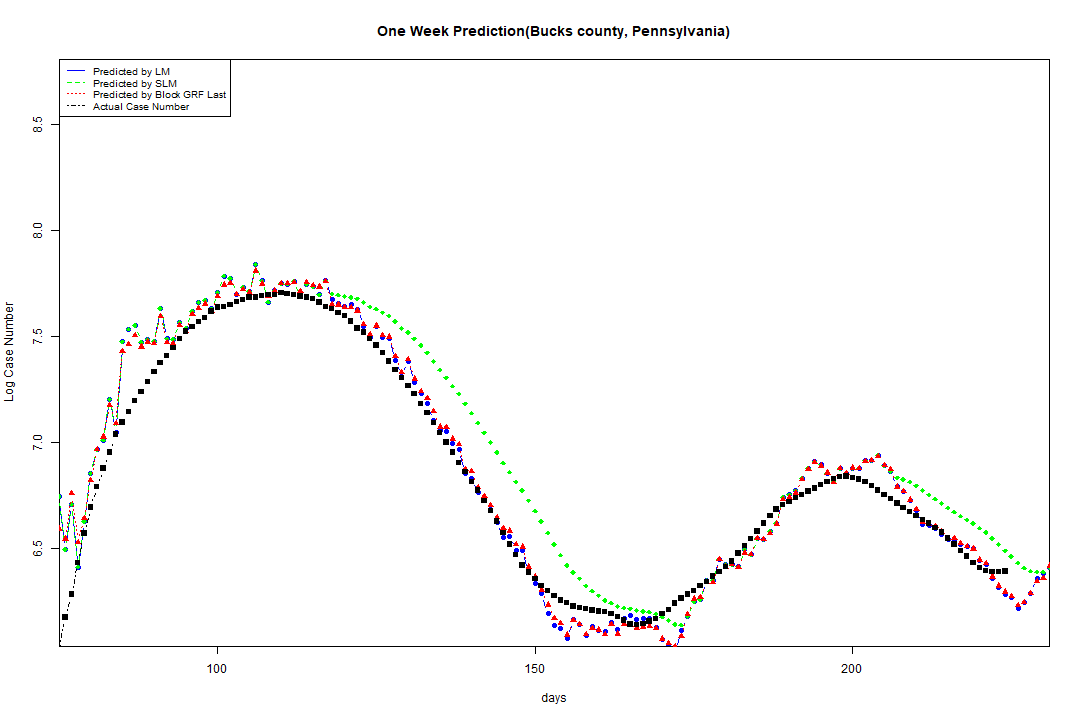 One Week Prediction(Bucks county, Pennsylvania)
Predicted by LM
Predicted by SLM
Predicted by Block GRF Last
Actual Case Number
8.5
8.0
7.5
7.0
6.5
Log Case Number
100 150 200
days